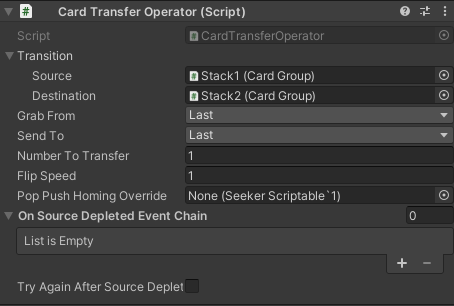 Card Transfer Operator (Script)
Script CardTransferOperator
Transition
Source Stack1 (Card Group)
Destination Stack2 (Card Group)
Grab From Last
Send To Last
Number To Transfer 1
Flip Speed 1
Pop Push Homing Override None (Seeker Scriptable`1)
On Source Depleted Event Chain 0
List is Empty
+ −
Try Again After Source Deplet